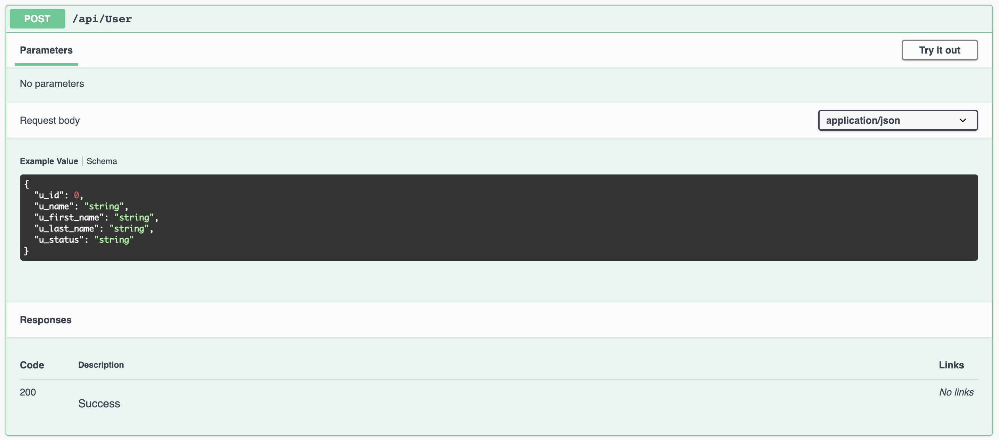 POST /api/User
Parameters Try it out
No parameters
Request body application/json
Example Value Schema
{
"u_id": 0,
"u_name": "string",
"u_first_name": "string",
"u_last_name": "string",
"u_status": "string"
}
Responses
Code Description Links
200 No links
Success